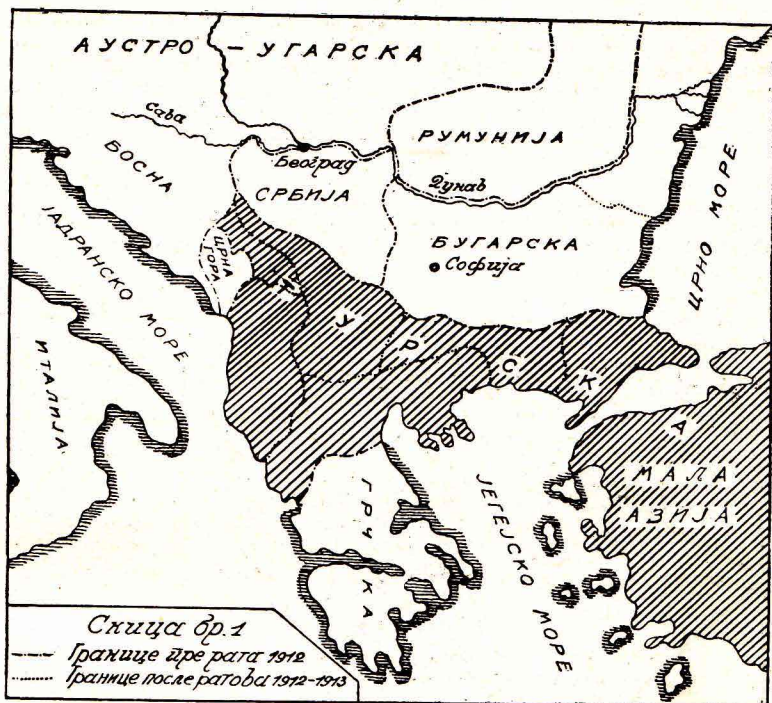 АУСТРО – УГАРСКА
Сава
РУМУНИЈА
БОСНА
Београд
СРБИЈА
Дунав
ЈАДРАНСКО МОРЕ
ЦРНА
ГОРА
БУГАРСКА
Софија
ЦРНО МОРЕ
ТУРСКА
ИТАЛИЈА
МАЛА
АЗИЈА
ГРЧКА
ЈЕГЕЈСКО МОРЕ
Скица бр. 1
Границе пре рата 1912
Границе после ратова 1912-1913